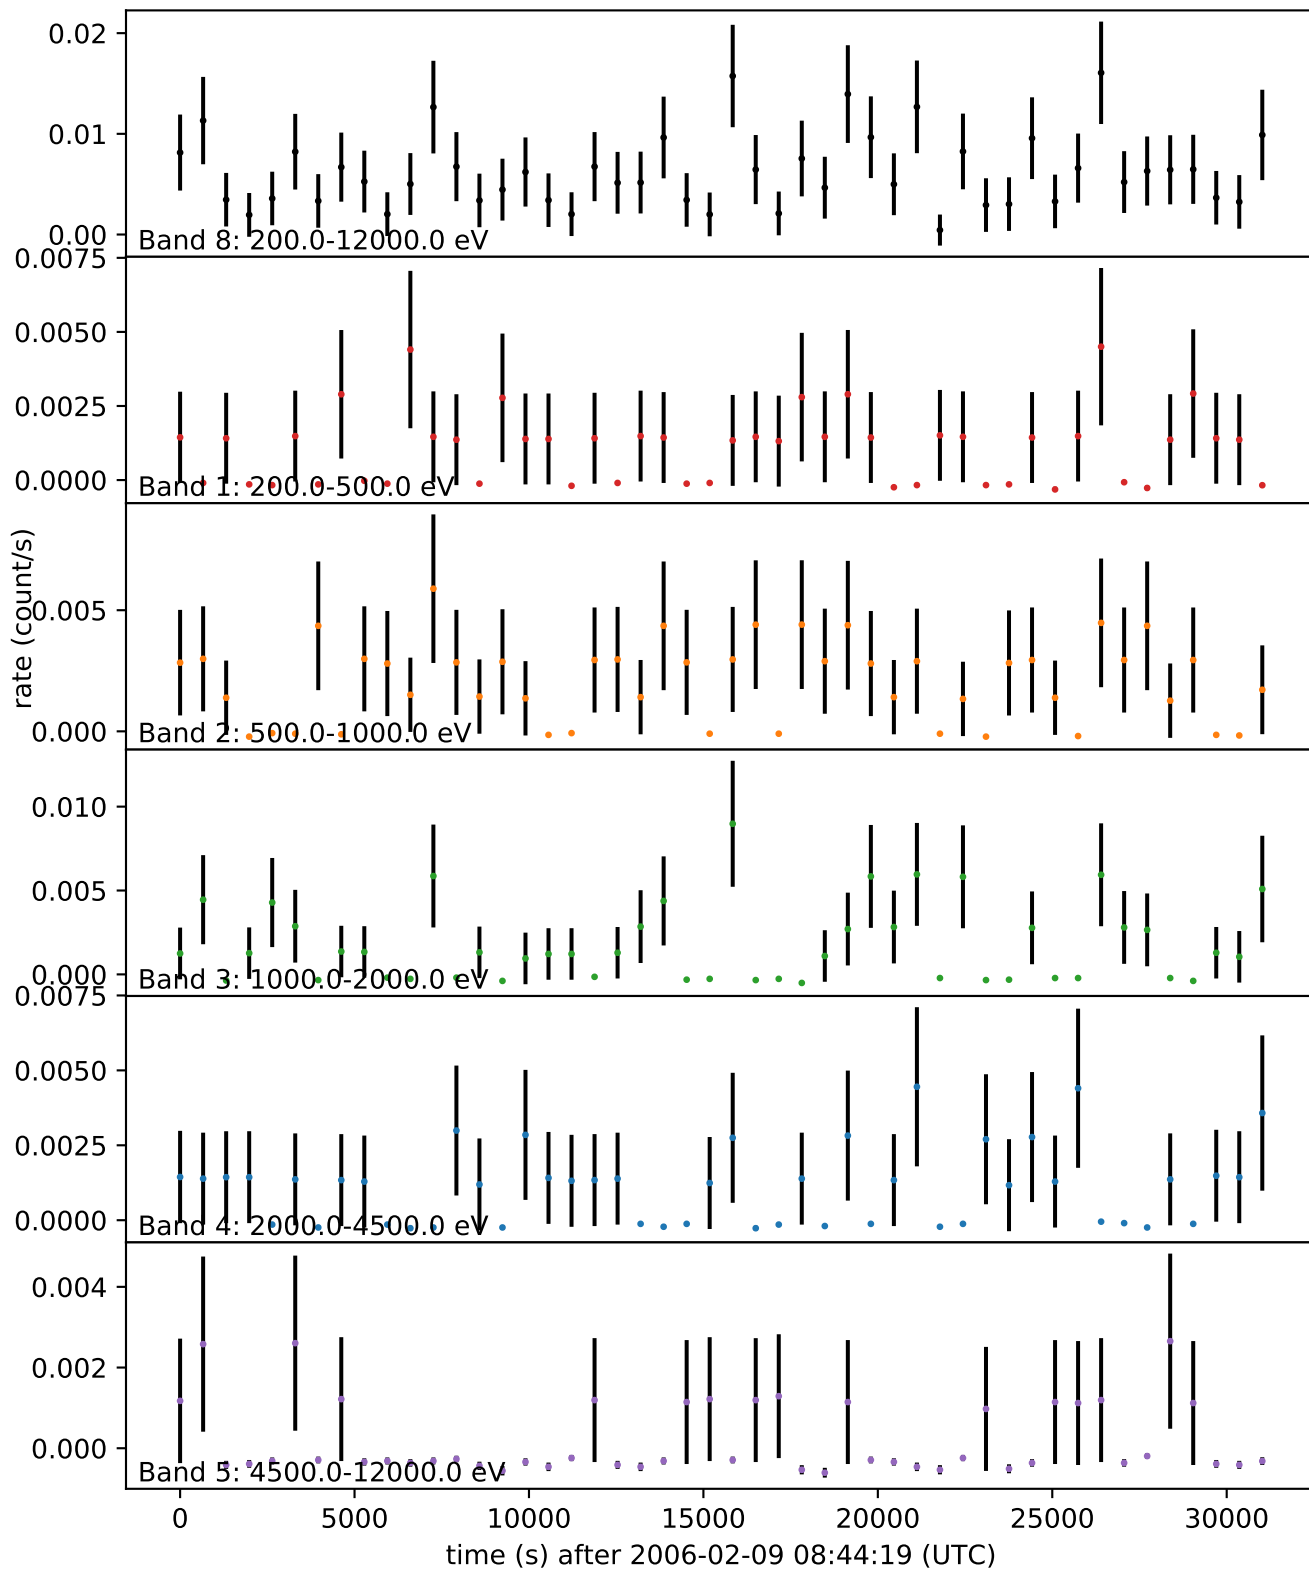 0.02
0.01
0.00
Band 8: 200.0-12000.0 eV
0.0075
0.0050
0.0025
0.0000
Band 1: 200.0-500.0 eV
rate (count/s)
0.005
0.000
Band 2: 500.0-1000.0 eV
0.010
0.005
0.000
Band 3: 1000.0-2000.0 eV
0.0075
0.0050
0.0025
0.0000
Band 4: 2000.0-4500.0 eV
0.004
0.002
0.000
Band 5: 4500.0-12000.0 eV
0 5000 10000 15000 20000 25000 30000
time (s) after 2006-02-09 08:44:19 (UTC)